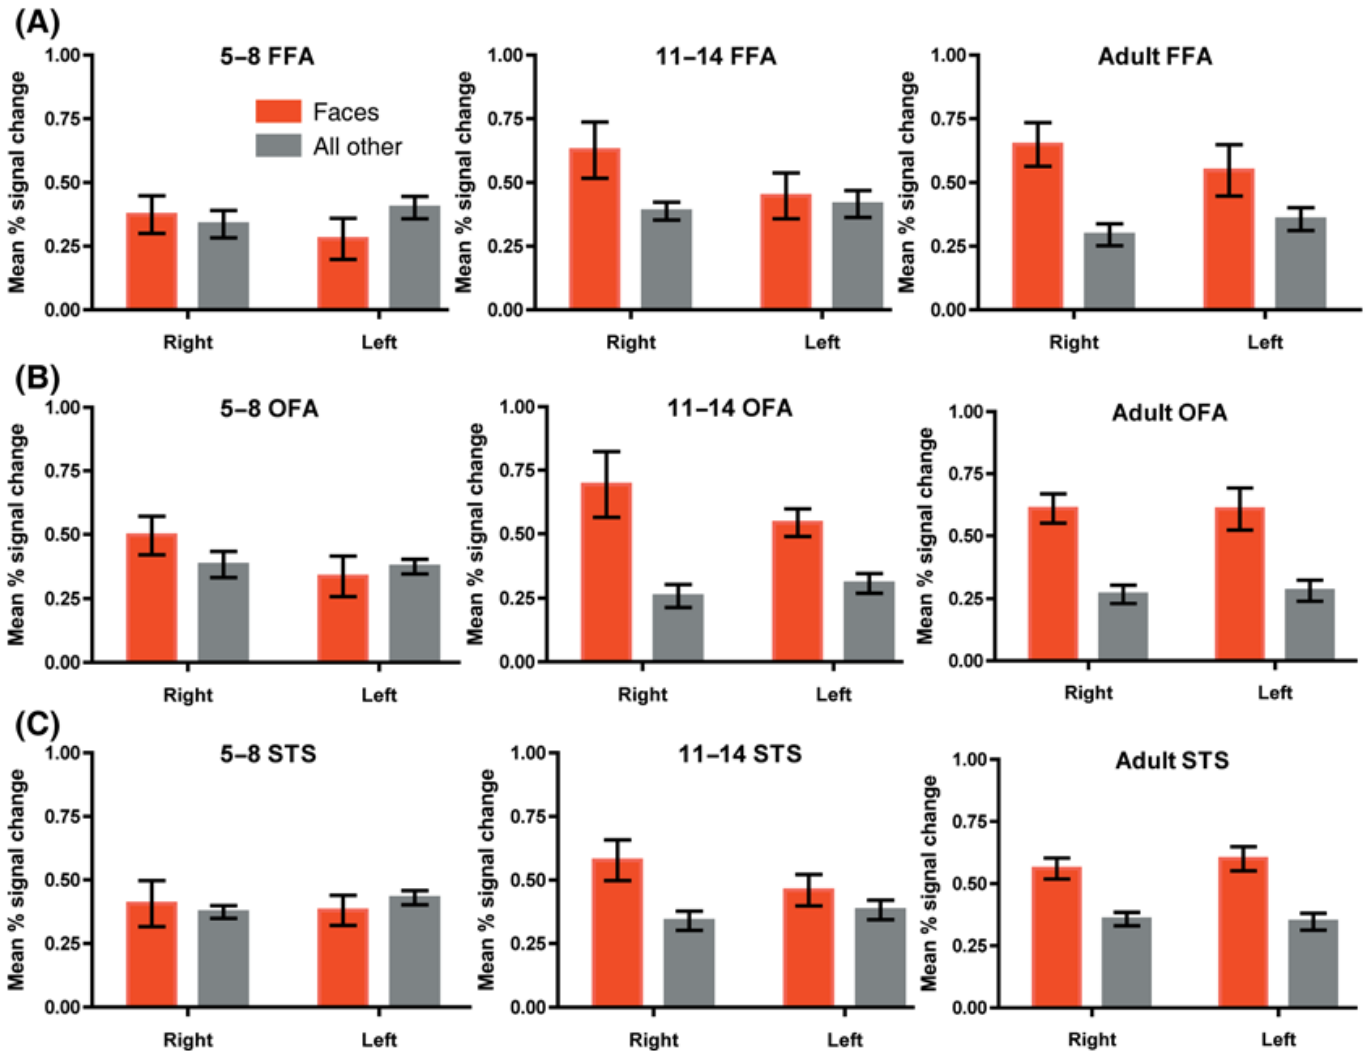 (A)
5–8 FFA
11–14 FFA
Adult FFA
Mean % signal change
1.00
0.75
0.50
0.25
0.00
Faces
All other
Right
Left
Mean % signal change
1.00
0.75
0.50
0.25
0.00
Right
Left
Mean % signal change
1.00
0.75
0.50
0.25
0.00
Right
Left
(B)
5–8 OFA
11–14 OFA
Adult OFA
Mean % signal change
1.00
0.75
0.50
0.25
0.00
Right
Left
Mean % signal change
1.00
0.75
0.50
0.25
0.00
Right
Left
Mean % signal change
1.00
0.75
0.50
0.25
0.00
Right
Left
(C)
5–8 STS
11–14 STS
Adult STS
Mean % signal change
1.00
0.75
0.50
0.25
0.00
Right
Left
Mean % signal change
1.00
0.75
0.50
0.25
0.00
Right
Left
Mean % signal change
1.00
0.75
0.50
0.25
0.00
Right
Left